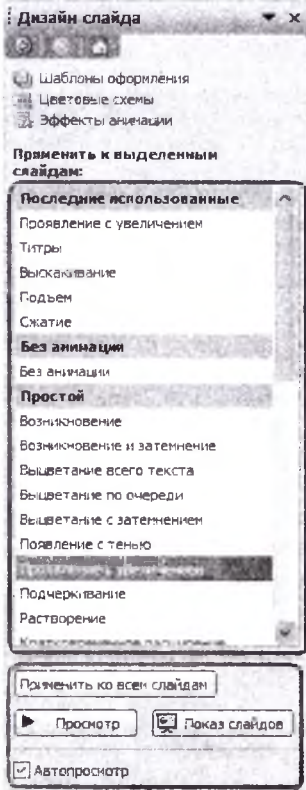 Дизайн слайда
Шаблоны оформления
Цветовые схемы
Эффекты анимации
Применить к выделенным
слайдам:
Последние использованные
Проявление с увеличением
Титры
Выскакивание
Подъем
Сжатие
Без анимации
Без анимации
Простой
Возникновение
Возникновение и затемнение
Выцветание всего текста
Выцветание по очереди
Выцветание с затемнением
Появление с тенью
Подчеркивание
Растворение
Применить ко всем слайдам
Просмотр
Показ слайдов
Автопросмотр